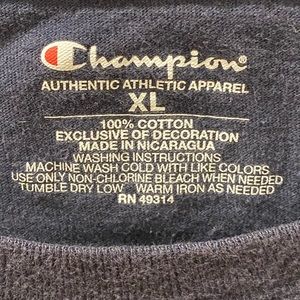 Champion®
AUTHENTIC ATHLETIC APPAREL
XL
100% COTTON
EXCLUSIVE OF DECORATION
MADE IN NICARAGUA
WASHING INSTRUCTIONS
MACHINE WASH COLD WITH LIKE COLORS
USE ONLY NON-CHLORINE BLEACH WHEN NEEDED
TUMBLE DRY LOW WARM IRON AS NEEDED
RN 49314